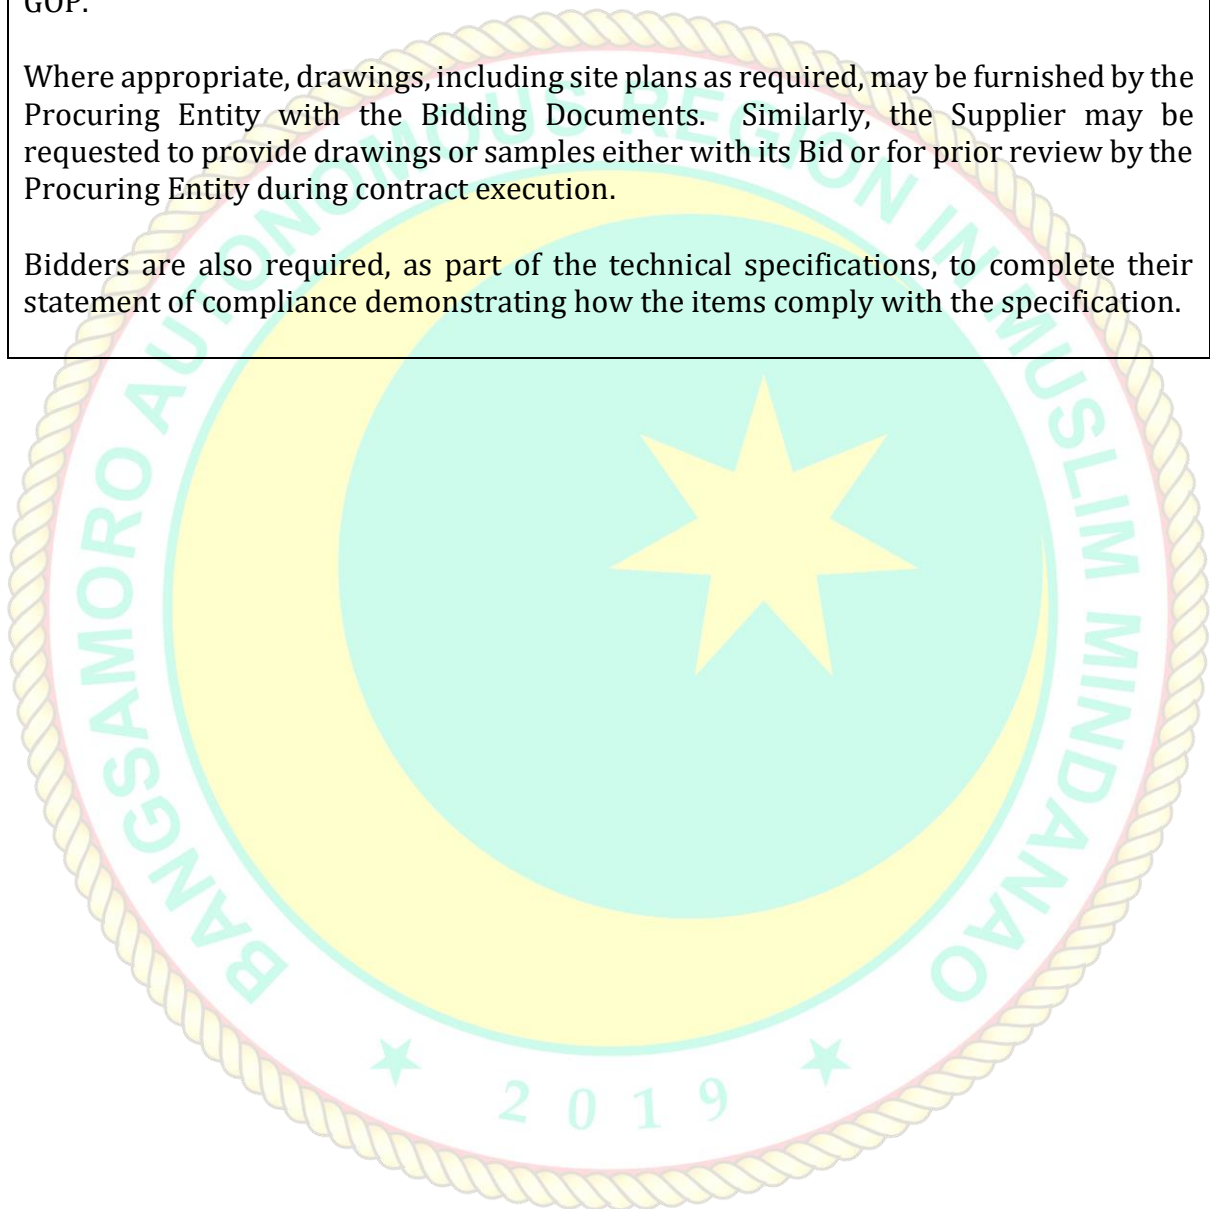 GOP.
Where appropriate, drawings, including site plans as required, may be furnished by the
Procuring Entity with the Bidding Documents. Similarly, the Supplier may be
requested to provide drawings or samples either with its Bid or for prior review by the
Procuring Entity during contract execution.
Bidders are also required, as part of the technical specifications, to complete their
statement of compliance demonstrating how the items comply with the specification.
BANGSAMORO AUTONOMOUS REGION IN MUSLIM MINDANAO
2019